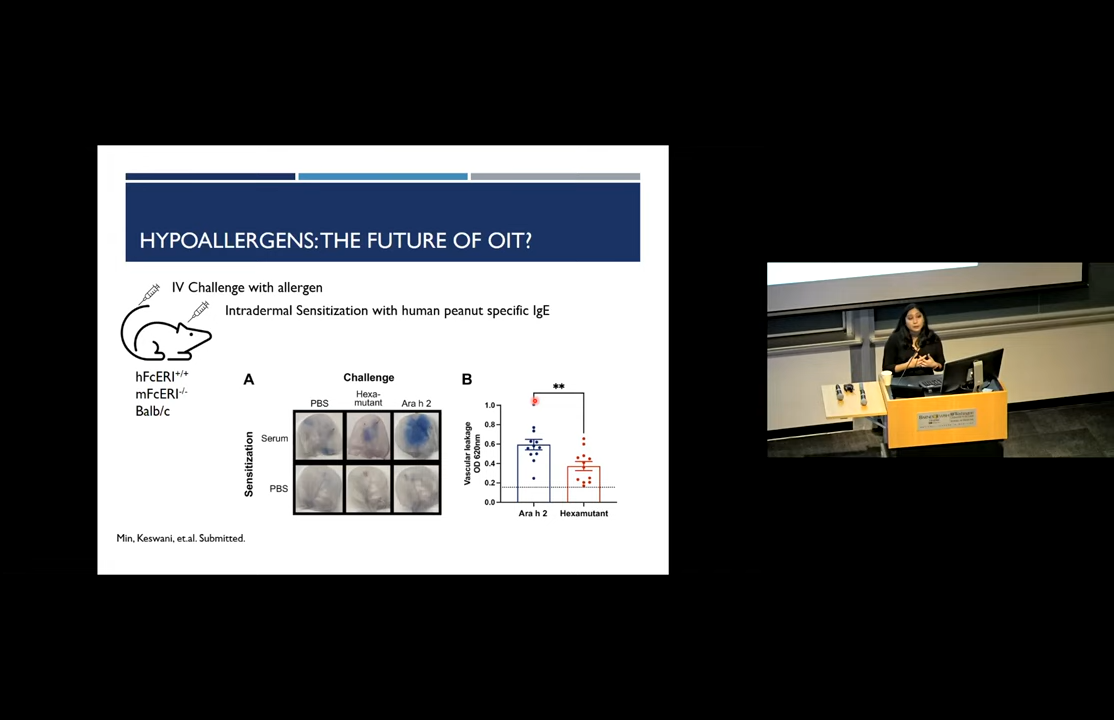 HYPOALLERGENS: THE FUTURE OF OIT?
IV Challenge with allergen
Intradermal Sensitization with human peanut specific IgE
hFcERI+/+
mFcERI-/-
Balb/c
A
Challenge
PBS
Hexa-
mutant
Ara h 2
Sensitization
Serum
PBS
B
**
Vascular leakage
OD 620nm
1.0
0.8
0.6
0.4
0.2
0.0
Ara h 2
Hexamutant
Min, Keswani, et.al. Submitted.